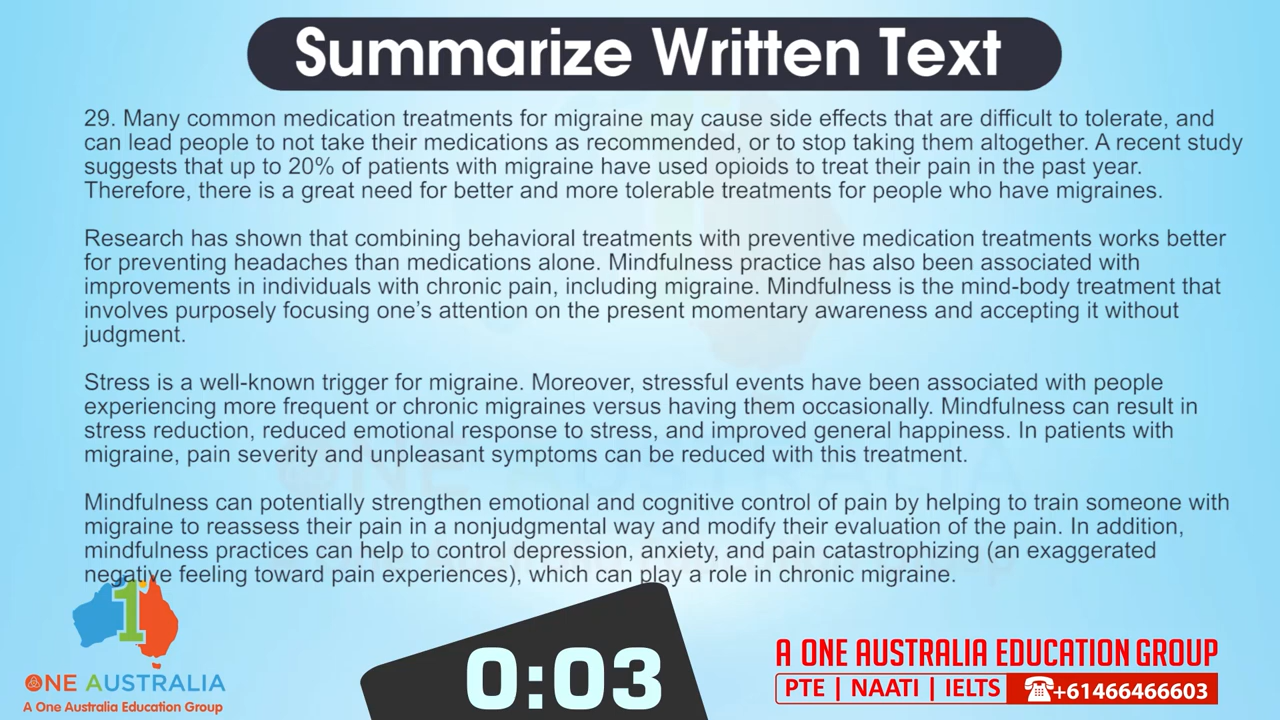 Summarize Written Text
29. Many common medication treatments for migraine may cause side effects that are difficult to tolerate, and
can lead people to not take their medications as recommended, or to stop taking them altogether. A recent study
suggests that up to 20% of patients with migraine have used opioids to treat their pain in the past year.
Therefore, there is a great need for better and more tolerable treatments for people who have migraines.
Research has shown that combining behavioral treatments with preventive medication treatments works better
for preventing headaches than medications alone. Mindfulness practice has also been associated with
improvements in individuals with chronic pain, including migraine. Mindfulness is the mind-body treatment that
involves purposely focusing one's attention on the present momentary awareness and accepting it without
judgment.
Stress is a well-known trigger for migraine. Moreover, stressful events have been associated with people
experiencing more frequent or chronic migraines versus having them occasionally. Mindfulness can result in
stress reduction, reduced emotional response to stress, and improved general happiness. In patients with
migraine, pain severity and unpleasant symptoms can be reduced with this treatment.
Mindfulness can potentially strengthen emotional and cognitive control of pain by helping to train someone with
migraine to reassess their pain in a nonjudgmental way and modify their evaluation of the pain. In addition,
mindfulness practices can help to control depression, anxiety, and pain catastrophizing (an exaggerated
negative feeling toward pain experiences), which can play a role in chronic migraine.
1
ONE AUSTRALIA
A One Australia Education Group
0:03
A ONE AUSTRALIA EDUCATION GROUP
PTE | NAATI | IELTS +61466466603